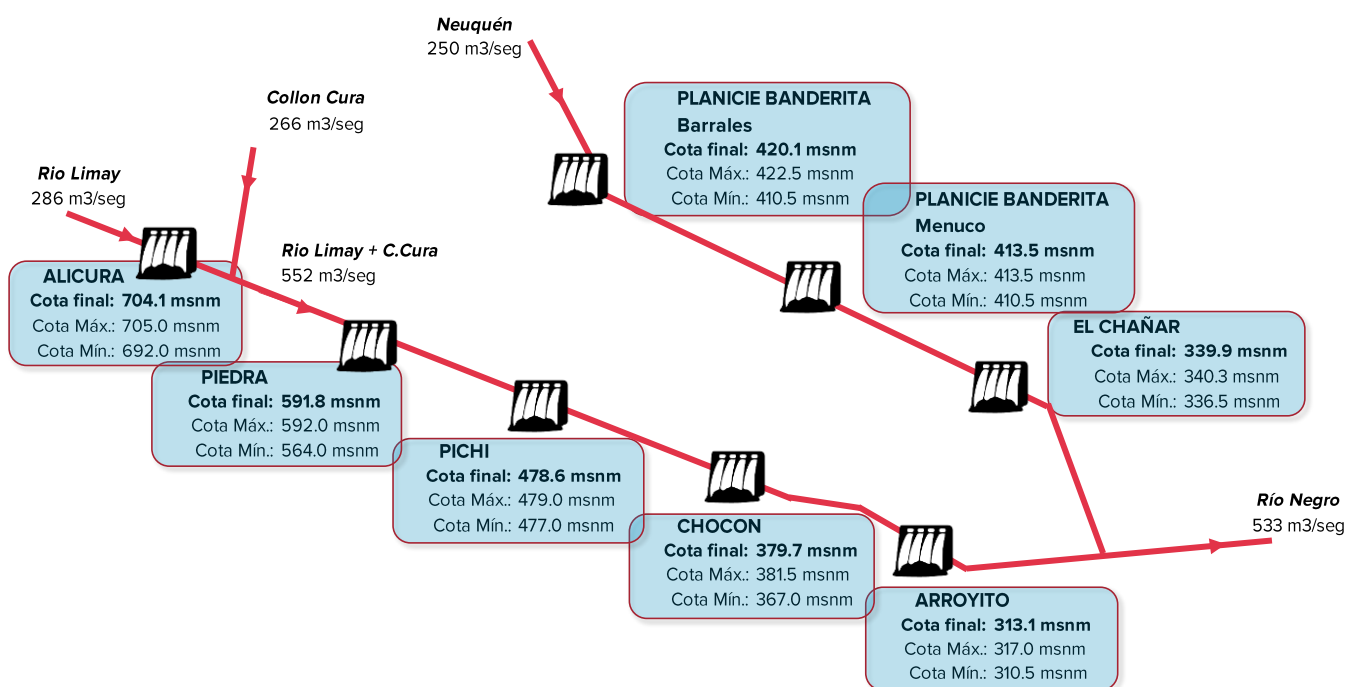 Neuquén
250 m3/seg
Collon Cura
266 m3/seg
Rio Limay
286 m3/seg
Rio Limay + C.Cura
552 m3/seg
PLANICIE BANDERITA
Barrales
Cota final: 420.1 msnm
Cota Máx.: 422.5 msnm
Cota Mín.: 410.5 msnm
PLANICIE BANDERITA
Menuco
Cota final: 413.5 msnm
Cota Máx.: 413.5 msnm
Cota Mín.: 410.5 msnm
EL CHAÑAR
Cota final: 339.9 msnm
Cota Máx.: 340.3 msnm
Cota Mín.: 336.5 msnm
ALICURA
Cota final: 704.1 msnm
Cota Máx.: 705.0 msnm
Cota Mín.: 692.0 msnm
PIEDRA
Cota final: 591.8 msnm
Cota Máx.: 592.0 msnm
Cota Mín.: 564.0 msnm
PICHI
Cota final: 478.6 msnm
Cota Máx.: 479.0 msnm
Cota Mín.: 477.0 msnm
CHOCON
Cota final: 379.7 msnm
Cota Máx.: 381.5 msnm
Cota Mín.: 367.0 msnm
ARROYITO
Cota final: 313.1 msnm
Cota Máx.: 317.0 msnm
Cota Mín.: 310.5 msnm
Río Negro
533 m3/seg